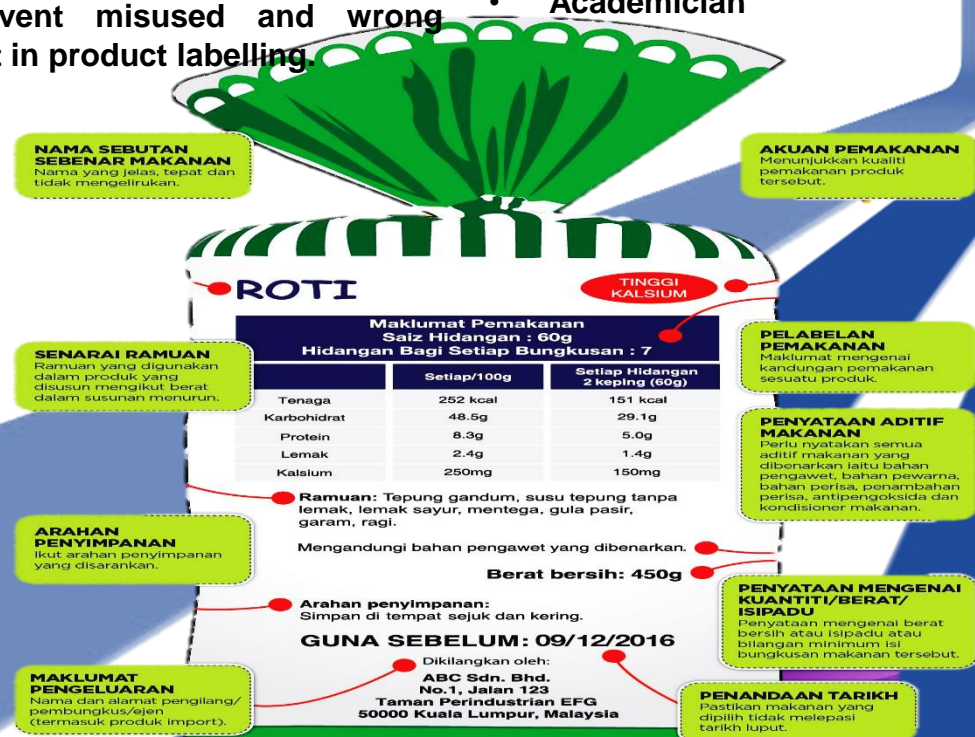 vent misused and wrong
t in product labelling.
• Academician
NAMA SEBUTAN
SEBENAR MAKANAN
Nama yang jelas, tepat dan
tidak mengelirukan.
AKUAN PEMAKANAN
Menunjukkan kualiti
pemakanan produk
tersebut.
ROTI
TINGGI
KALSIUM
Maklumat Pemakanan
Saiz Hidangan : 60g
Hidangan Bagi Setiap Bungkusan : 7
Setiap/100g
Setiap Hidangan
2 keping (60g)
Tenaga 252 kcal 151 kcal
Karbohidrat 48.5g 29.1g
Protein 8.3g 5.0g
Lemak 2.4g 1.4g
Kalsium 250mg 150mg
SENARAI RAMUAN
Ramuan yang digunakan
dalam produk yang
disusun mengikut berat
dalam susunan menurun.
PELABELAN
PEMAKANAN
Maklumat mengenai
kandungan pemakanan
sesuatu produk.
PENYATAAN ADITIF
MAKANAN
Perlu nyatakan semua
aditif makanan yang
dibenarkan iaitu bahan
pengawet, bahan pewarna,
bahan perisa, penambahan
perisa, antipengoksida dan
kondisioner makanan.
Ramuan: Tepung gandum, susu tepung tanpa
lemak, lemak sayur, mentega, gula pasir,
garam, ragi.
Mengandungi bahan pengawet yang dibenarkan.
Berat bersih: 450g
ARAHAN
PENYIMPANAN
Ikut arahan penyimpanan
yang disarankan.
PENYATAAN MENGENAI
KUANTITI/BERAT/
ISIPADU
Penyataan mengenai berat
bersih atau isipadu atau
bilangan minimum isi
bungkusan makanan tersebut.
Arahan penyimpanan:
Simpan di tempat sejuk dan kering.
GUNA SEBELUM: 09/12/2016
Dikilangkan oleh:
ABC Sdn. Bhd.
No.1, Jalan 123
Taman Perindustrian EFG
50000 Kuala Lumpur, Malaysia
MAKLUMAT
PENGELUARAN
Nama dan alamat pengilang/
pembungkus/ejen
(termasuk produk import).
PENANDAAN TARIKH
Pastikan makanan yang
dipilih tidak melepasi
tarikh luput.